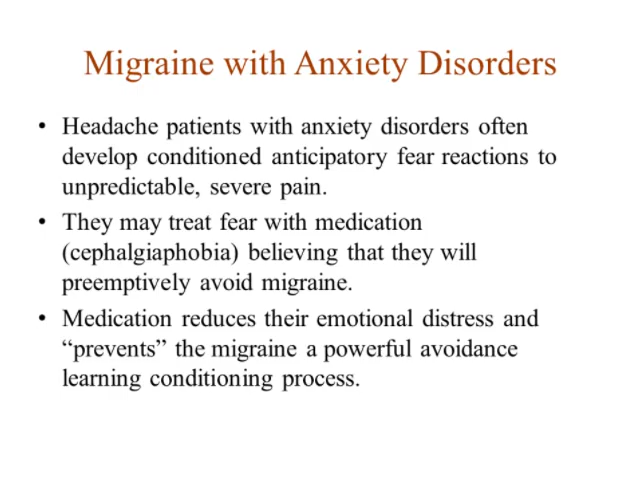 Migraine with Anxiety Disorders
• Headache patients with anxiety disorders often
develop conditioned anticipatory fear reactions to
unpredictable, severe pain.
• They may treat fear with medication
(cephalgiaphobia) believing that they will
preemptively avoid migraine.
• Medication reduces their emotional distress and
“prevents” the migraine a powerful avoidance
learning conditioning process.